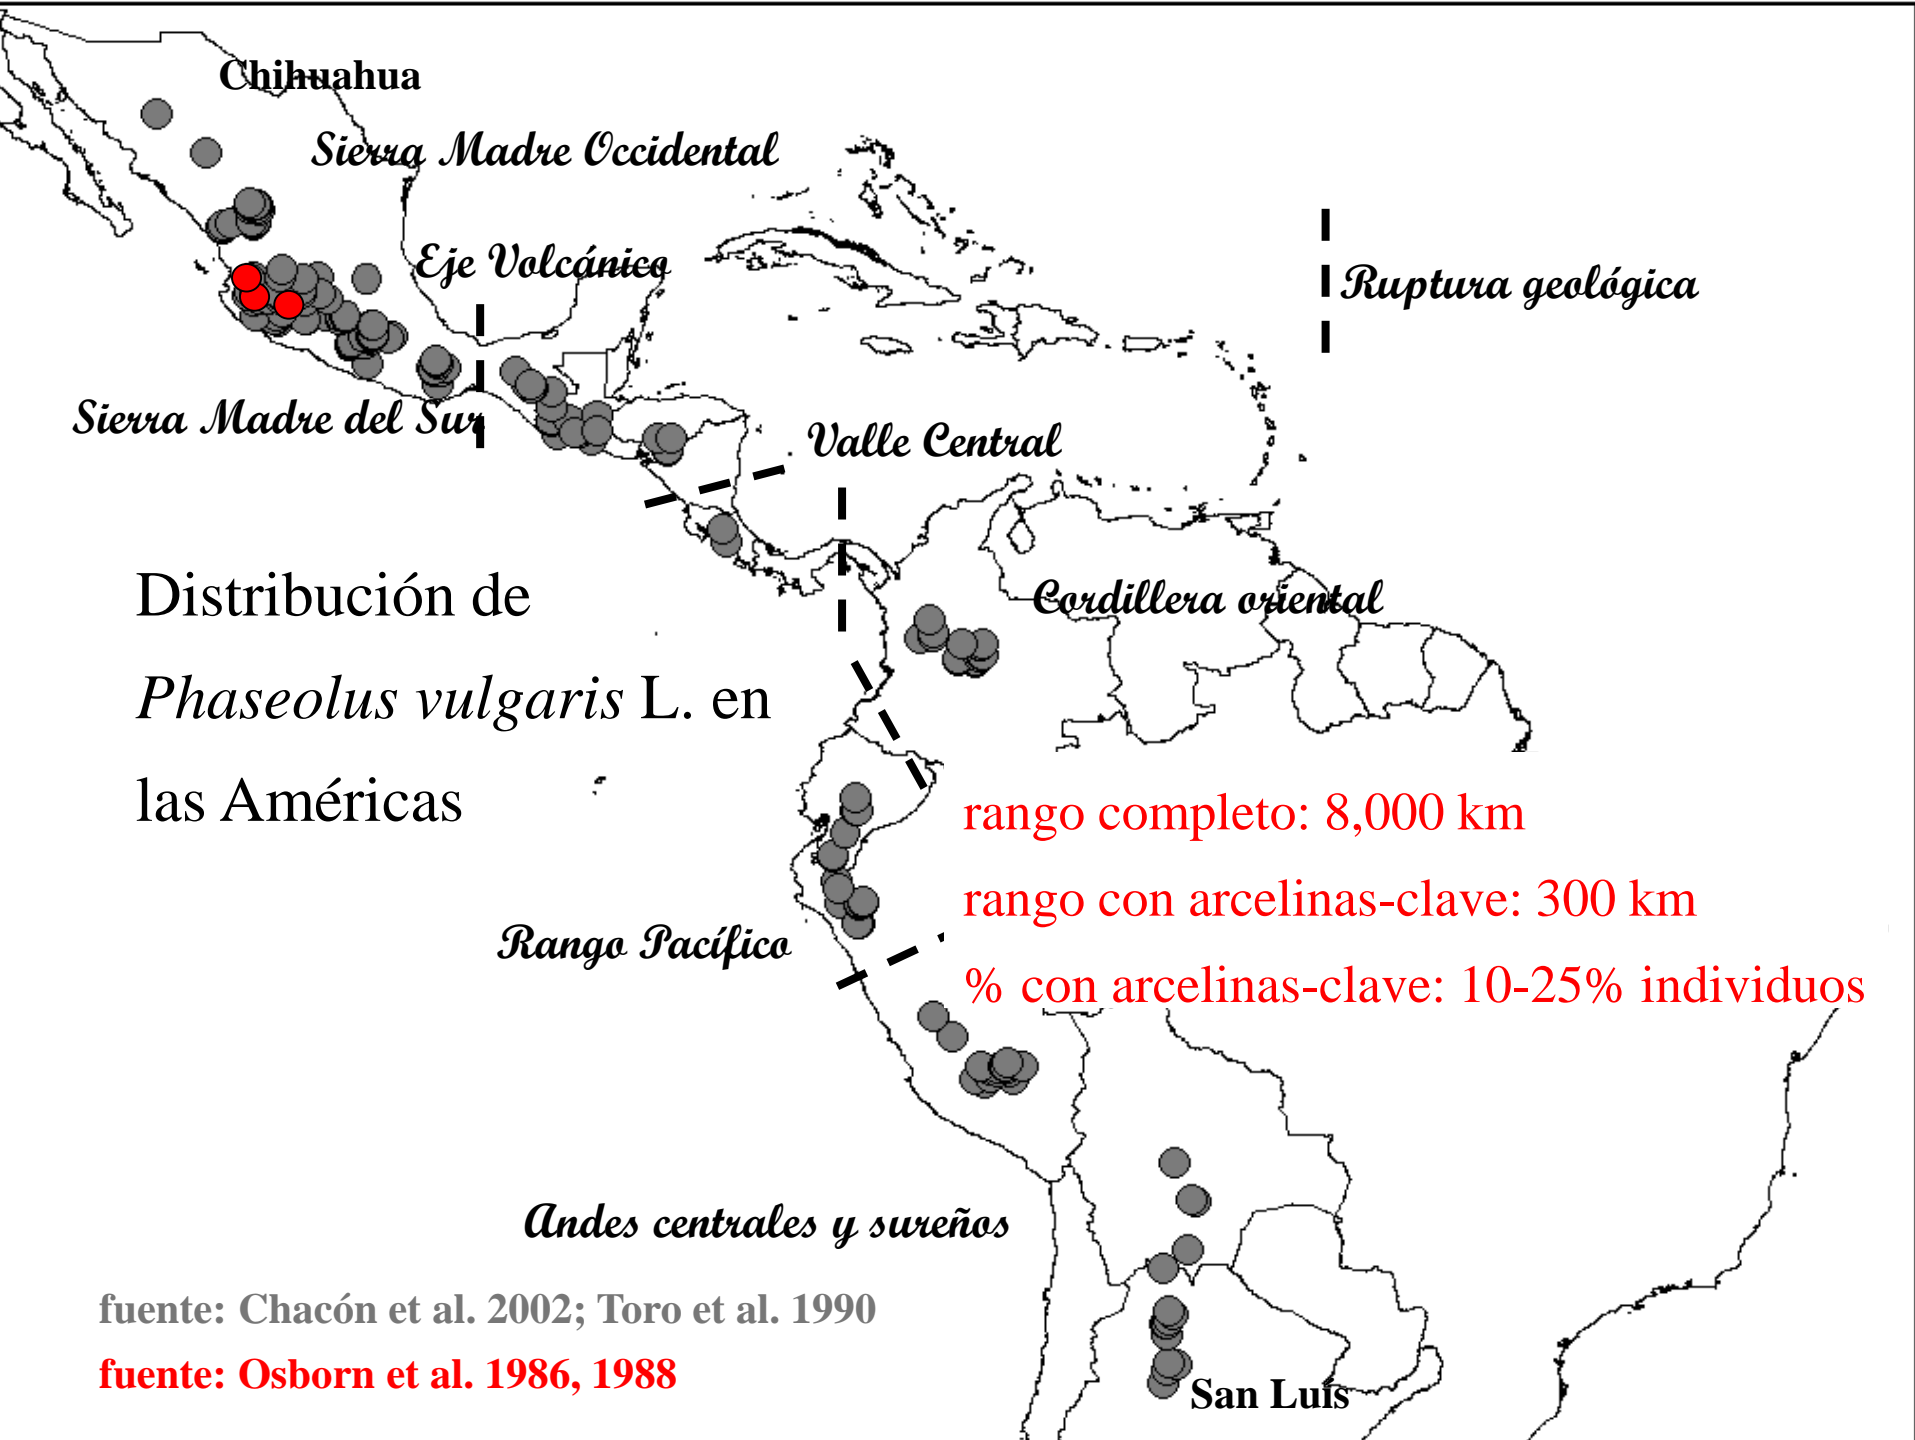 Chihuahua
Sierra Madre Occidental
Eje Volcánico
Ruptura geológica
Sierra Madre del Sur
Valle Central
Distribución de
Phaseolus vulgaris L. en
las Américas
Cordillera oriental
rango completo: 8,000 km
rango con arcelinas-clave: 300 km
% con arcelinas-clave: 10-25% individuos
Rango Pacífico
Andes centrales y sureños
fuente: Chacón et al. 2002; Toro et al. 1990
fuente: Osborn et al. 1986, 1988
San Luis